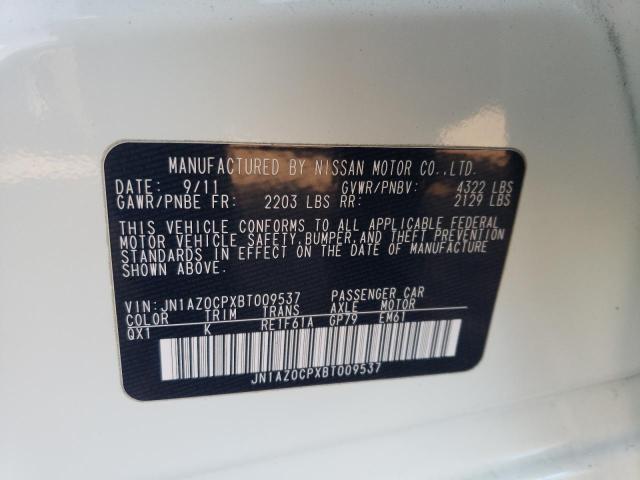 MANUFACTURED BY NISSAN MOTOR CO.,LTD.
DATE: 9/11 GVWR/PNBV: 4322 LBS
GAWR/PNBE FR: 2203 LBS RR: 2129 LBS
THIS VEHICLE CONFORMS TO ALL APPLICABLE FEDERAL
MOTOR VEHICLE SAFETY,BUMPER,AND THEFT PREVENTION
STANDARDS IN EFFECT ON THE DATE OF MANUFACTURE
SHOWN ABOVE.
VIN:JN1AZ0CPXBT009537 PASSENGER CAR
COLOR TRIM TRANS AXLE MOTOR
QX1 K RE1F61A GP79 EM61
JN1AZ0CPXBT009537